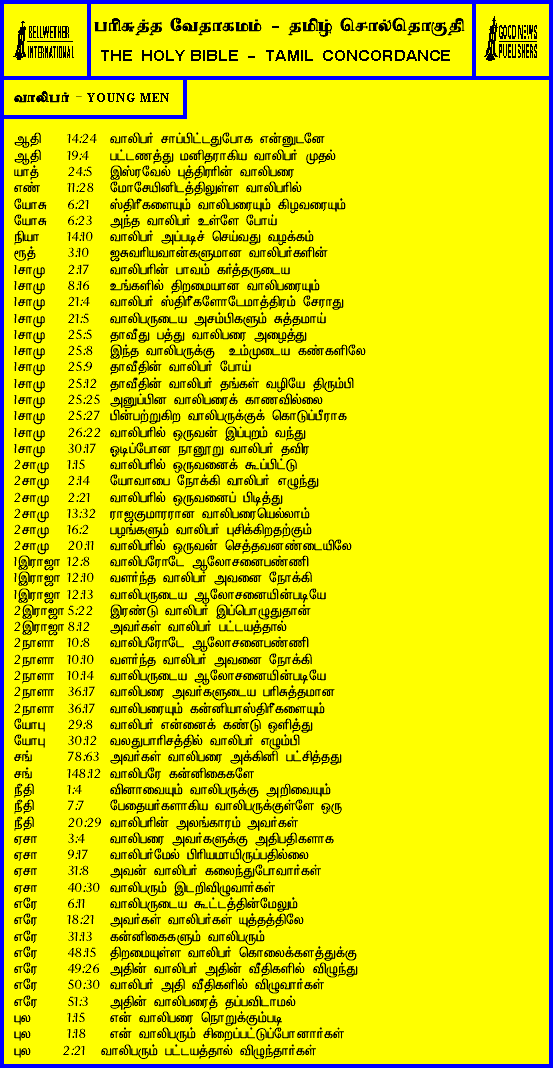 BELLWETHER
INTERNATIONAL
பரிசுத்த வேதாகமம் - தமிழ் சொல்தொகுதி
THE HOLY BIBLE - TAMIL CONCORDANCE
GOOD NEWS
PUBLISHERS
வாலிபர் - YOUNG MEN
ஆதி 14:24 வாலிபர் சாப்பிட்டதுபோக என்னுடனே
ஆதி 19:4 பட்டணத்து மனிதராகிய வாலிபர் முதல்
யாத் 24:5 இஸ்ரவேல் புத்திரரின் வாலிபரை
எண் 11:28 மோசேயினிடத்திலுள்ள வாலிபரில்
யோசு 6:21 ஸ்திரீகளையும் வாலிபரையும் கிழவரையும்
யோசு 6:23 அந்த வாலிபர் உள்ளே போய்
நியா 14:10 வாலிபர் அப்படிச் செய்வது வழக்கம்
ரூத் 3:10 ஐசுவரியவான்களுமான வாலிபர்களின்
1சாமு 2:17 வாலிபரின் பாவம் கர்த்தருடைய
1சாமு 8:16 உங்களில் திறமையான வாலிபரையும்
1சாமு 21:4 வாலிபர் ஸ்திரீகளோடேமாத்திரம் சேராது
1சாமு 21:5 வாலிபருடைய அசம்பிகளும் சுத்தமாய்
1சாமு 25:5 தாவீது பத்து வாலிபரை அழைத்து
1சாமு 25:8 இந்த வாலிபருக்கு உம்முடைய கண்களிலே
1சாமு 25:9 தாவீதின் வாலிபர் போய்
1சாமு 25:12 தாவீதின் வாலிபர் தங்கள் வழியே திரும்பி
1சாமு 25:25 அனுப்பின வாலிபரைக் காணவில்லை
1சாமு 25:27 பின்பற்றுகிற வாலிபருக்குக் கொடுப்பீராக
1சாமு 26:22 வாலிபரில் ஒருவன் இப்புறம் வந்து
1சாமு 30:17 ஒடிப்போன நானூறு வாலிபர் தவிர
2சாமு 1:15 வாலிபரில் ஒருவனைக் கூப்பிட்டு
2சாமு 2:14 யோவாபை நோக்கி வாலிபர் எழுந்து
2சாமு 2:21 வாலிபரில் ஒருவனைப் பிடித்து
2சாமு 13:32 ராஜகுமாரரான வாலிபரையெல்லாம்
2சாமு 16:2 பழங்களும் வாலிபர் புசிக்கிறதற்கும்
2சாமு 20:11 வாலிபரில் ஒருவன் செத்தவனண்டையிலே
1இராஜா 12:8 வாலிபரோடே ஆலோசனைபண்ணி
1இராஜா 12:10 வளர்ந்த வாலிபர் அவனை நோக்கி
1இராஜா 12:13 வாலிபருடைய ஆலோசனையின்படியே
2இராஜா 5:22 இரண்டு வாலிபர் இப்பொழுதுதான்
2இராஜா 8:12 அவர்கள் வாலிபர் பட்டயத்தால்
2நாளா 10:8 வாலிபரோடே ஆலோசனைபண்ணி
2நாளா 10:10 வளர்ந்த வாலிபர் அவனை நோக்கி
2நாளா 10:14 வாலிபருடைய ஆலோசனையின்படியே
2நாளா 36:17 வாலிபரை அவர்களுடைய பரிசுத்தமான
2நாளா 36:17 வாலிபரையும் கன்னியாஸ்திரீகளையும்
யோபு 29:8 வாலிபர் என்னைக் கண்டு ஒளித்து
யோபு 30:12 வலதுபாரிசத்தில் வாலிபர் எழும்பி
சங் 78:63 அவர்கள் வாலிபரை அக்கினி பட்சித்தது
சங் 148:12 வாலிபரே கன்னிகைகளே
நீதி 1:4 வினாவையும் வாலிபருக்கு அறிவையும்
நீதி 7:7 பேதையர்களாகிய வாலிபருக்குள்ளே ஒரு
நீதி 20:29 வாலிபரின் அலங்காரம் அவர்கள்
ஏசா 3:4 வாலிபரை அவர்களுக்கு அதிபதிகளாக
ஏசா 9:17 வாலிபர்மேல் பிரியமாயிருப்பதில்லை
ஏசா 31:8 அவன் வாலிபர் கலைந்துபோவார்கள்
ஏசா 40:30 வாலிபரும் இடறிவிழுவார்கள்
எரே 6:11 வாலிபருடைய கூட்டத்தின்மேலும்
எரே 18:21 அவர்கள் வாலிபர்கள் யுத்தத்திலே
எரே 31:13 கன்னிகைகளும் வாலிபரும்
எரே 48:15 திறமையுள்ள வாலிபர் கொலைக்களத்துக்கு
எரே 49:26 அதின் வாலிபர் அதின் வீதிகளில் விழுந்து
எரே 50:30 வாலிபர் அதி வீதிகளில் விழுவார்கள்
எரே 51:3 அதின் வாலிபரைத் தப்பவிடாமல்
புல 1:15 என் வாலிபரை நொறுக்கும்படி
புல 1:18 என் வாலிபரும் சிறைப்பட்டுப்போனார்கள்
புல 2:21 வாலிபரும் பட்டயத்தால் விழுந்தார்கள்